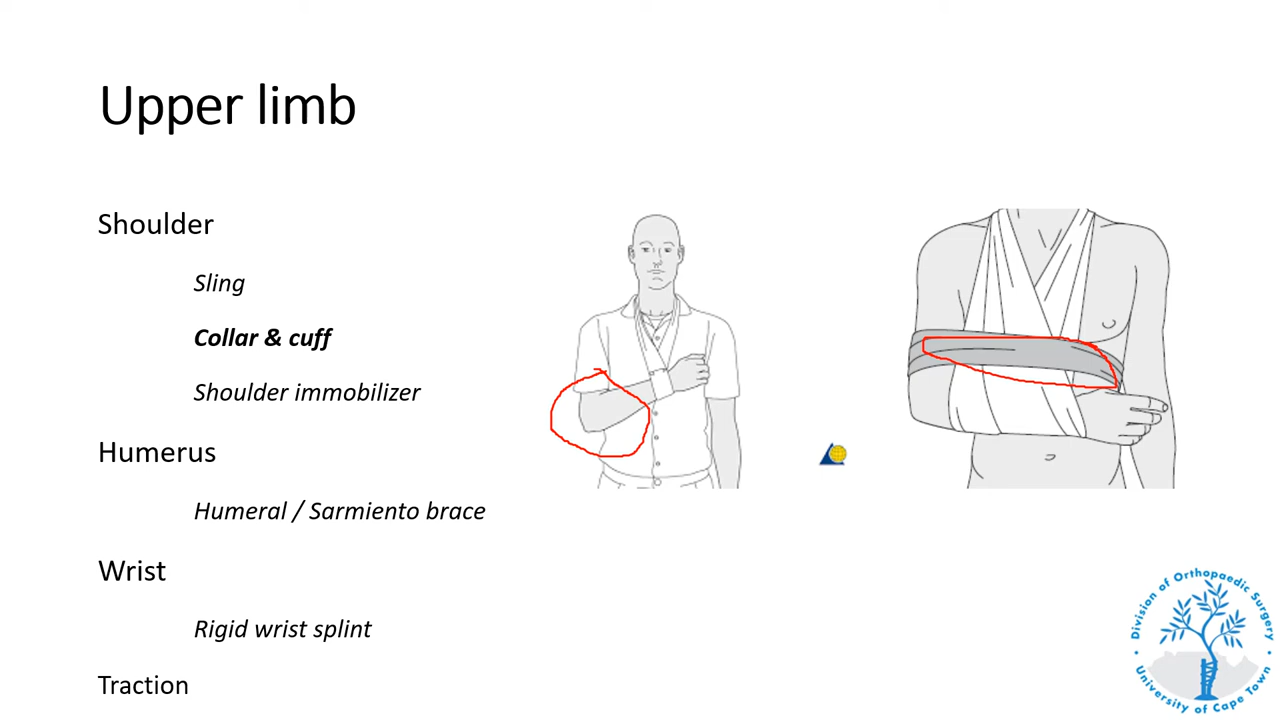 Upper limb
Shoulder
Sling
Collar & cuff
Shoulder immobilizer
Humerus
Humeral / Sarmiento brace
Wrist
Rigid wrist splint
Traction
Division of Orthopaedic Surgery
University of Cape Town